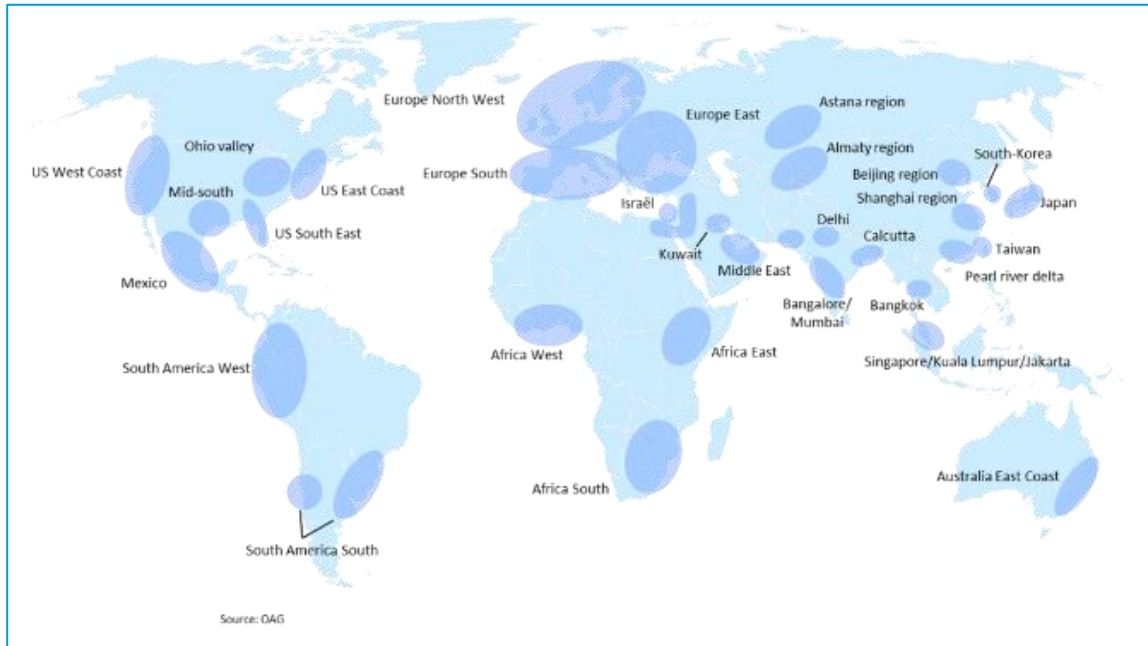 Europe North West
Astana region
Europe East
Ohio valley
Almaty region
South-Korea
US West Coast
Europe South
Beijing region
Mid-south
US East Coast
Shanghai region
Israël
Japan
Delhi
US South East
Calcutta
Kuwait
Taiwan
Middle East
Mexico
Pearl river delta
Bangalore/
Mumbai
Bangkok
Africa West
Africa East
South America West
Singapore/Kuala Lumpur/Jakarta
Australia East Coast
Africa South
South America South
Source: OAG